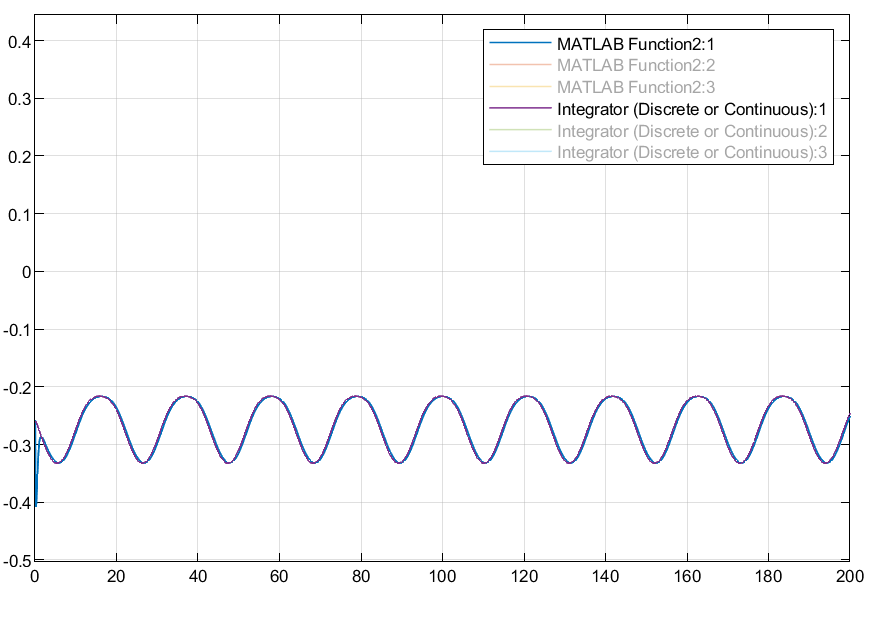 0.4
0.3
0.2
0.1
0
-0.1
-0.2
-0.3
-0.4
-0.5
MATLAB Function2:1
MATLAB Function2:2
MATLAB Function2:3
Integrator (Discrete or Continuous):1
Integrator (Discrete or Continuous):2
Integrator (Discrete or Continuous):3
0 20 40 60 80 100 120 140 160 180 200